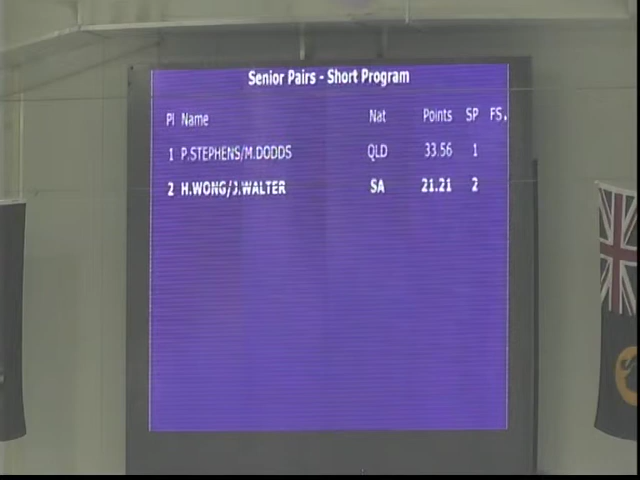 Senior Pairs - Short Program
Pl Name Nat Points SP FS.
1 P.STEPHENS/M.DODDS QLD 33.56 1
2 H.WONG/J.WALTER SA 21.21 2